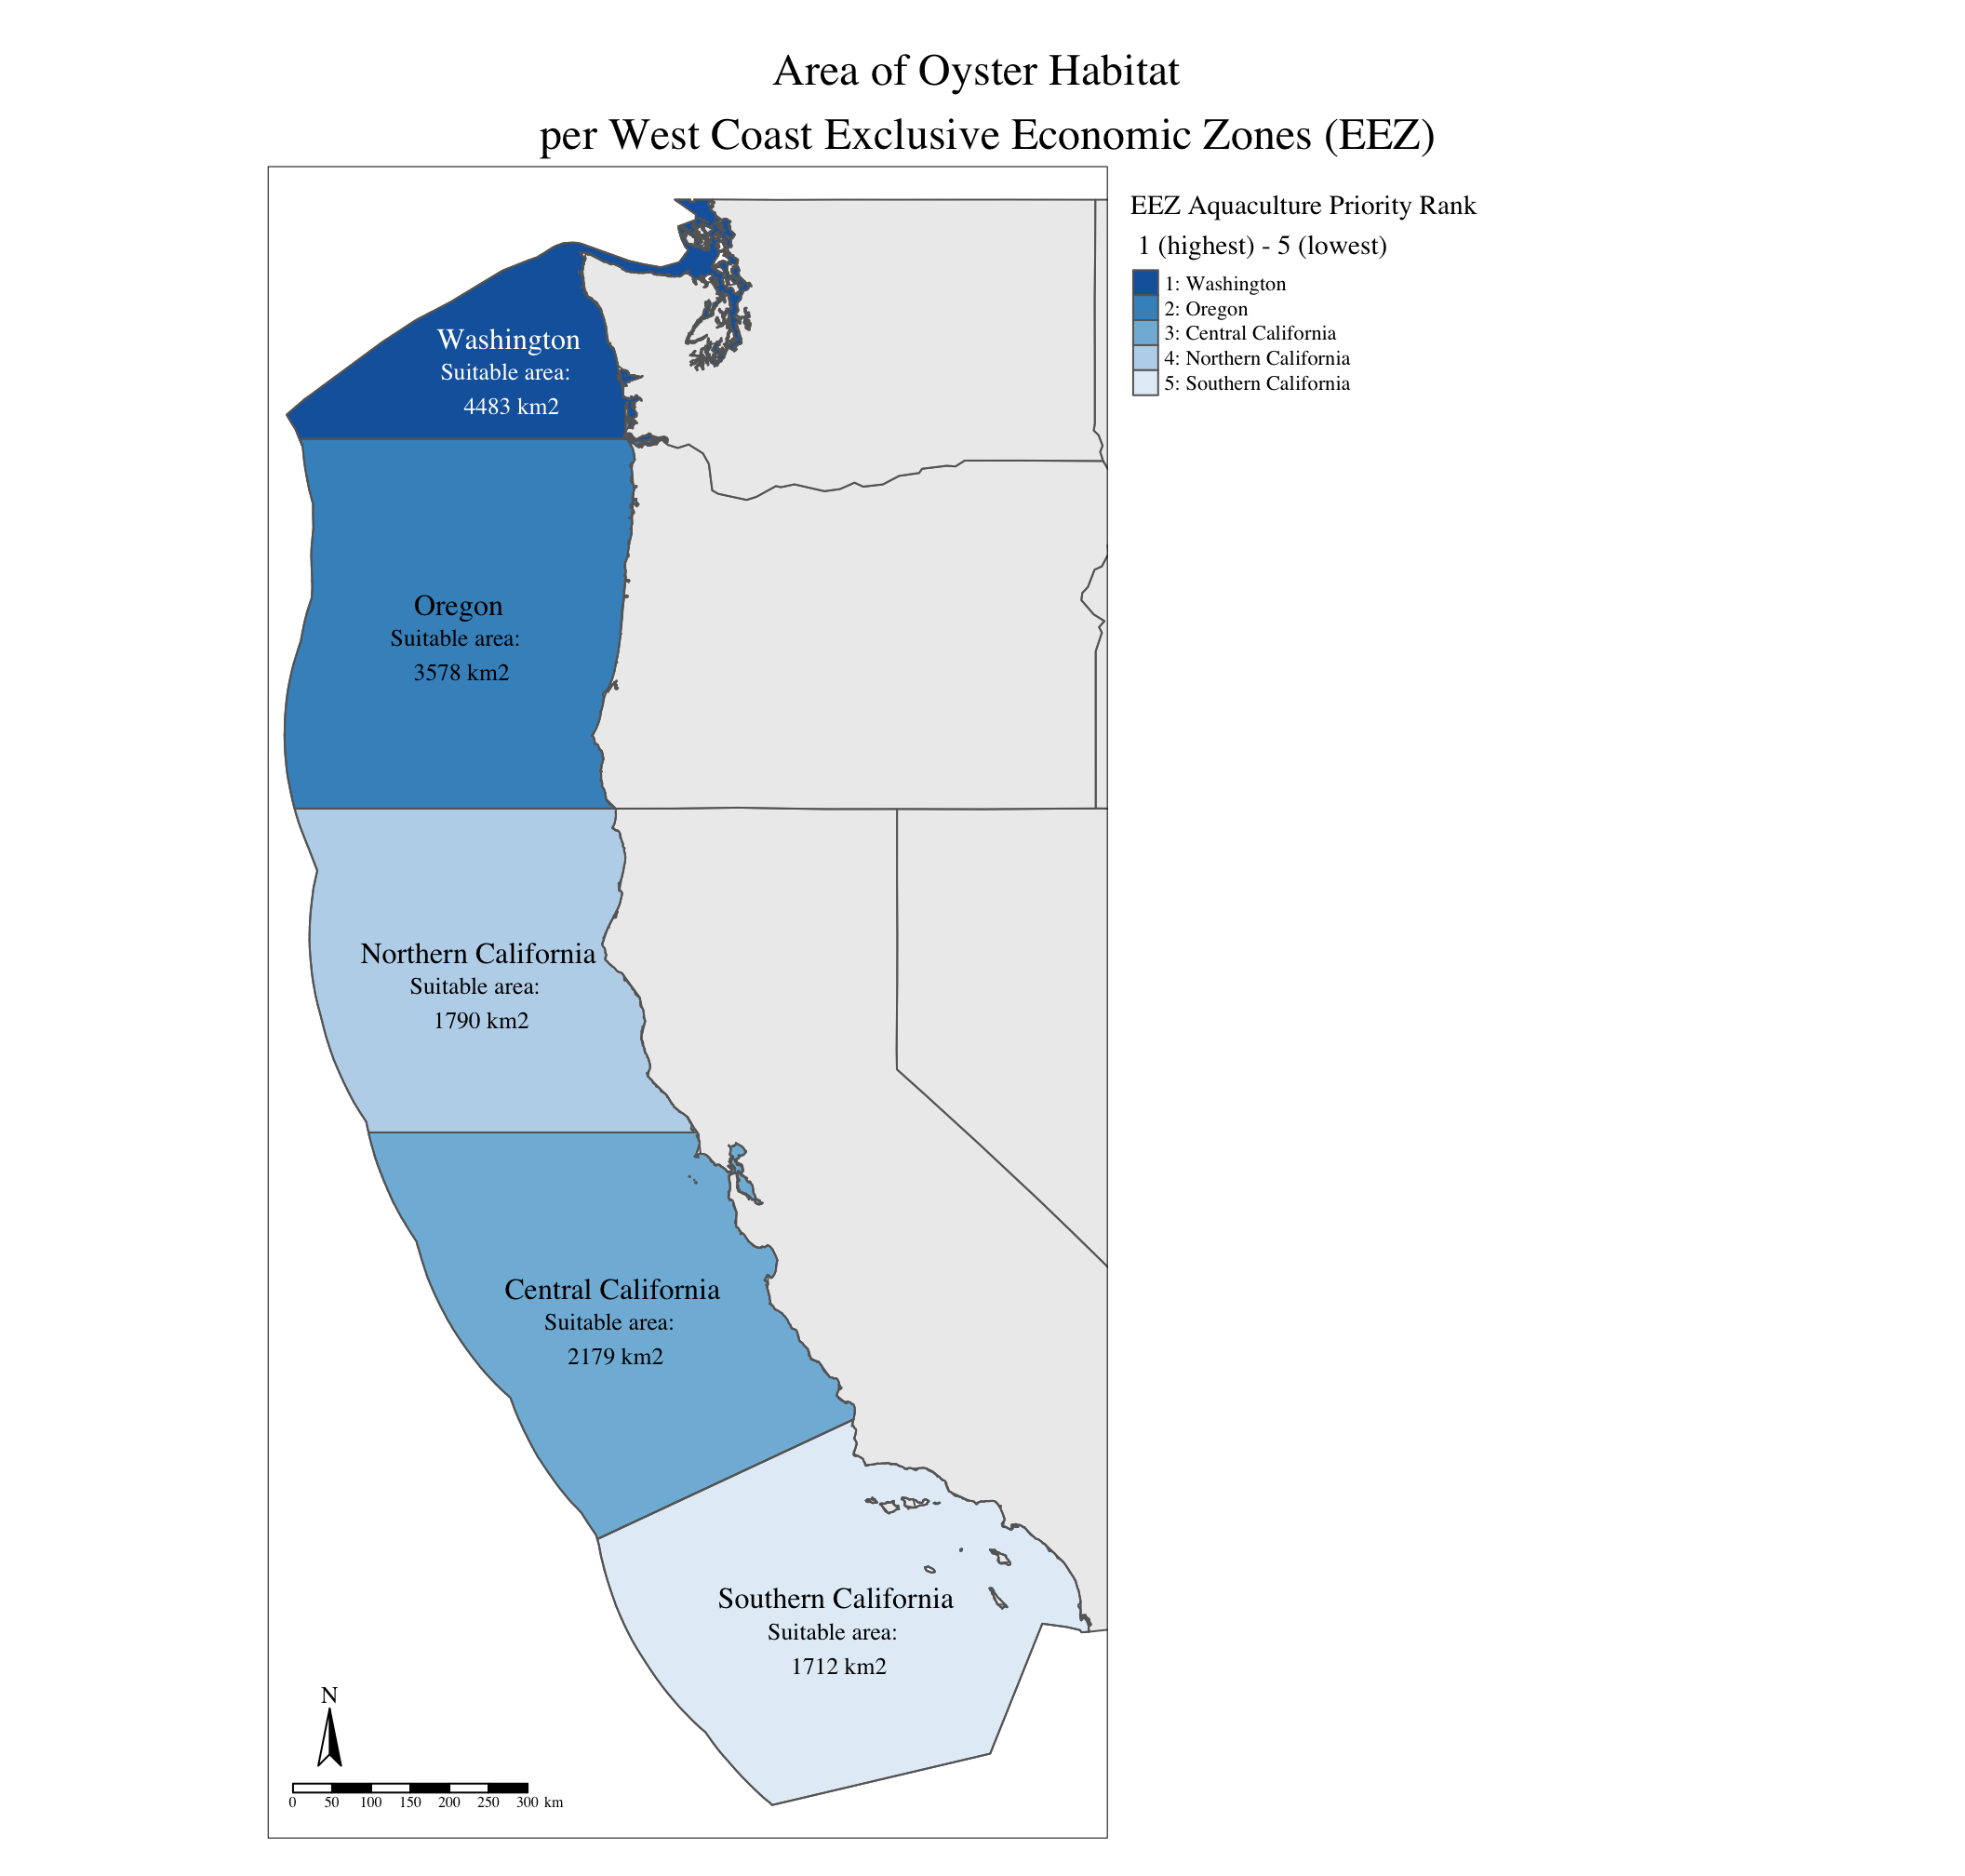 Area of Oyster Habitat
per West Coast Exclusive Economic Zones (EEZ)
EEZ Aquaculture Priority Rank
1 (highest) - 5 (lowest)
1: Washington
2: Oregon
3: Central California
4: Northern California
5: Southern California
Washington
Suitable area:
4483 km2
Oregon
Suitable area:
3578 km2
Northern California
Suitable area:
1790 km2
Central California
Suitable area:
2179 km2
Southern California
Suitable area:
1712 km2
N
0 50 100 150 200 250 300 km